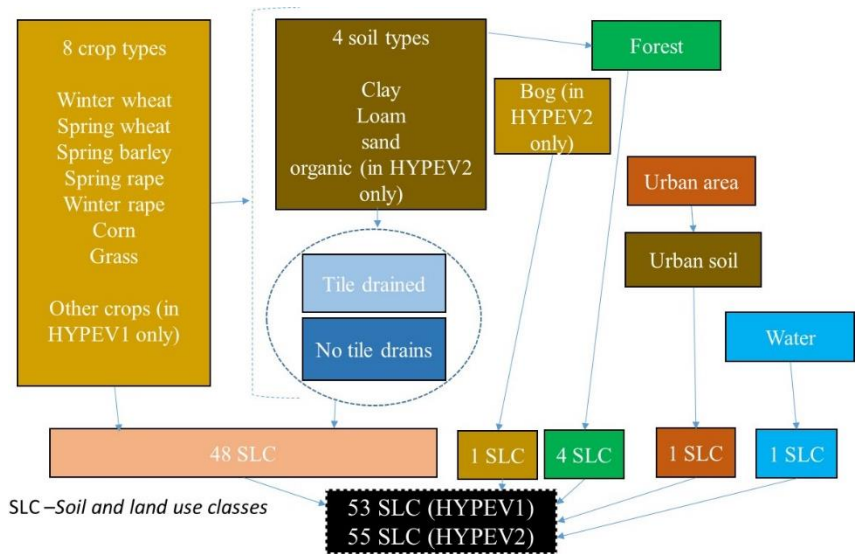 8 crop types
Winter wheat
Spring wheat
Spring barley
Spring rape
Winter rape
Corn
Grass
Other crops (in
HYPEV1 only)
4 soil types
Clay
Loam
sand
organic (in HYPEV2
only)
Tile drained
No tile drains
Bog (in
HYPEV2
only)
Forest
Urban area
Urban soil
Water
48 SLC
1 SLC
4 SLC
1 SLC
1 SLC
SLC –Soil and land use classes
53 SLC (HYPEV1)
55 SLC (HYPEV2)